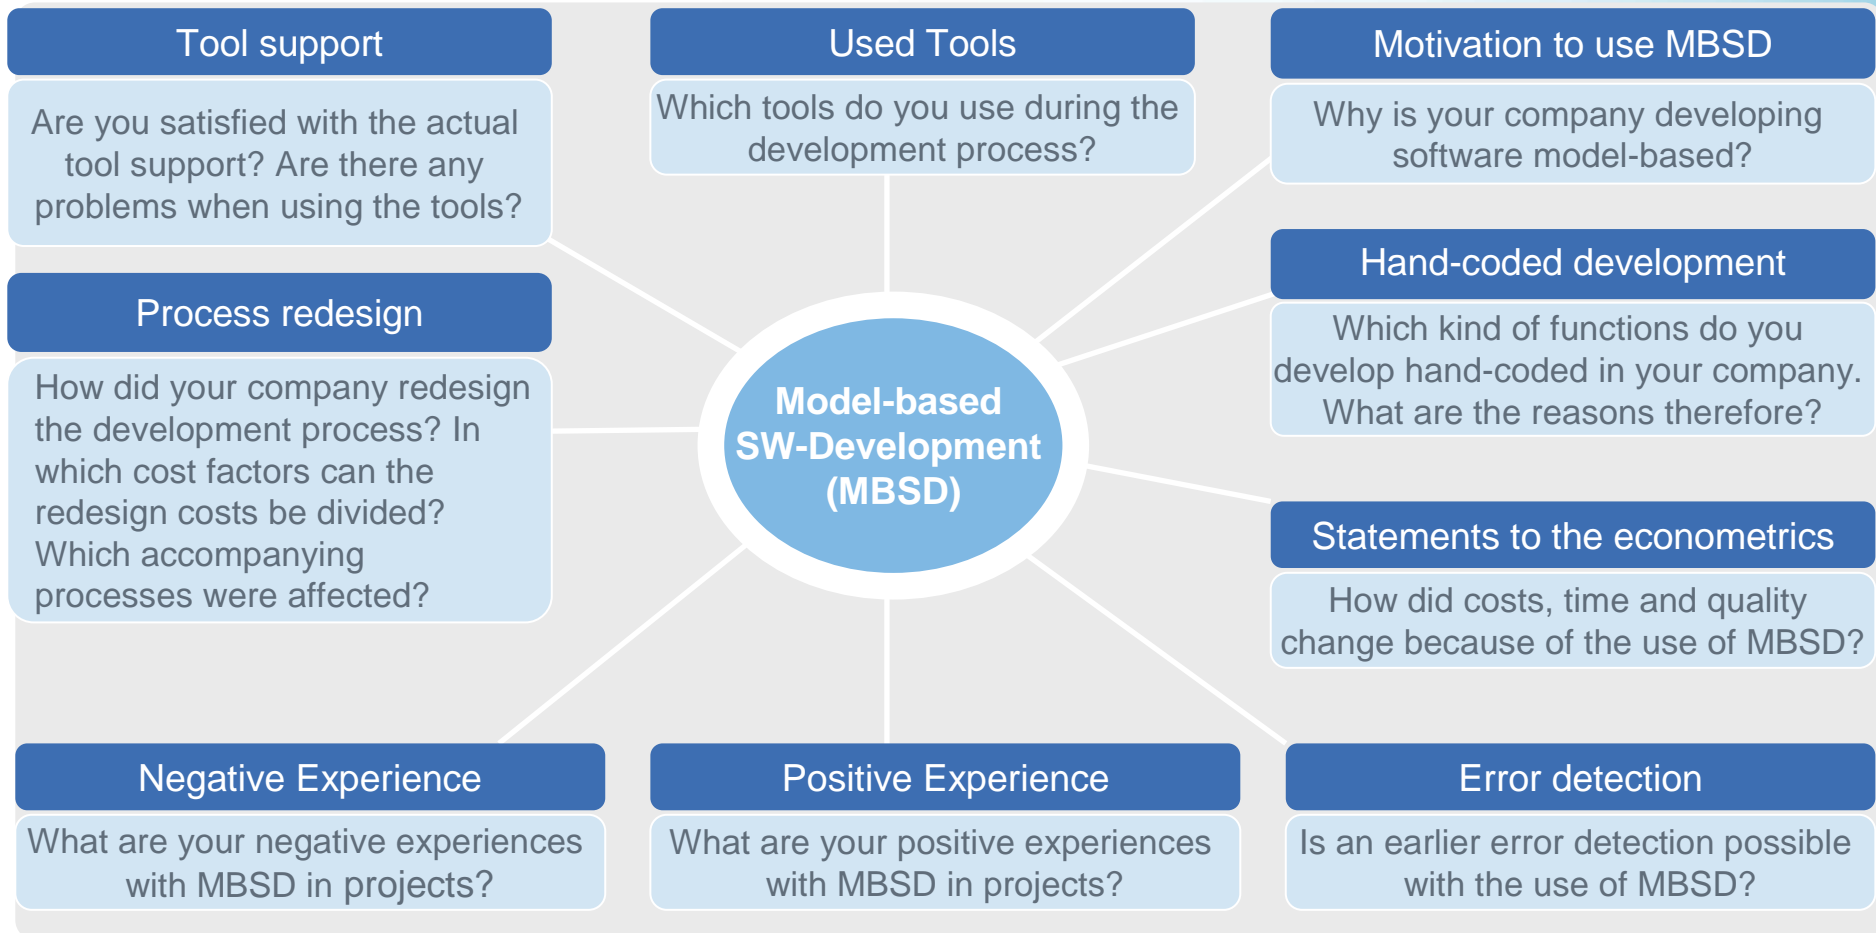 Tool support
Are you satisfied with the actual
tool support? Are there any
problems when using the tools?
Used Tools
Which tools do you use during the
development process?
Motivation to use MBSD
Why is your company developing
software model-based?
Process redesign
How did your company redesign
the development process? In
which cost factors can the
redesign costs be divided?
Which accompanying
processes were affected?
Model-based
SW-Development
(MBSD)
Hand-coded development
Which kind of functions do you
develop hand-coded in your company.
What are the reasons therefore?
Statements to the econometrics
How did costs, time and quality
change because of the use of MBSD?
Negative Experience
What are your negative experiences
with MBSD in projects?
Positive Experience
What are your positive experiences
with MBSD in projects?
Error detection
Is an earlier error detection possible
with the use of MBSD?